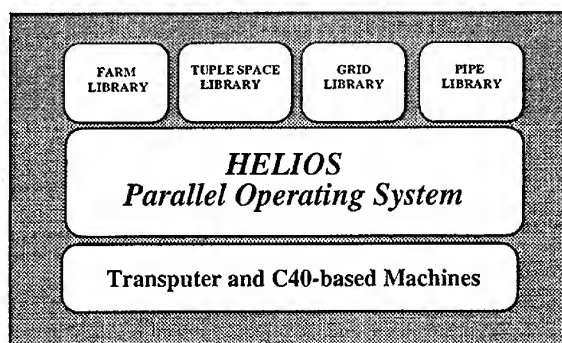 FARM
LIBRARY
TUPLE SPACE
LIBRARY
GRID
LIBRARY
PIPE
LIBRARY
HELIOS
Parallel Operating System
Transputer and C40-based Machines